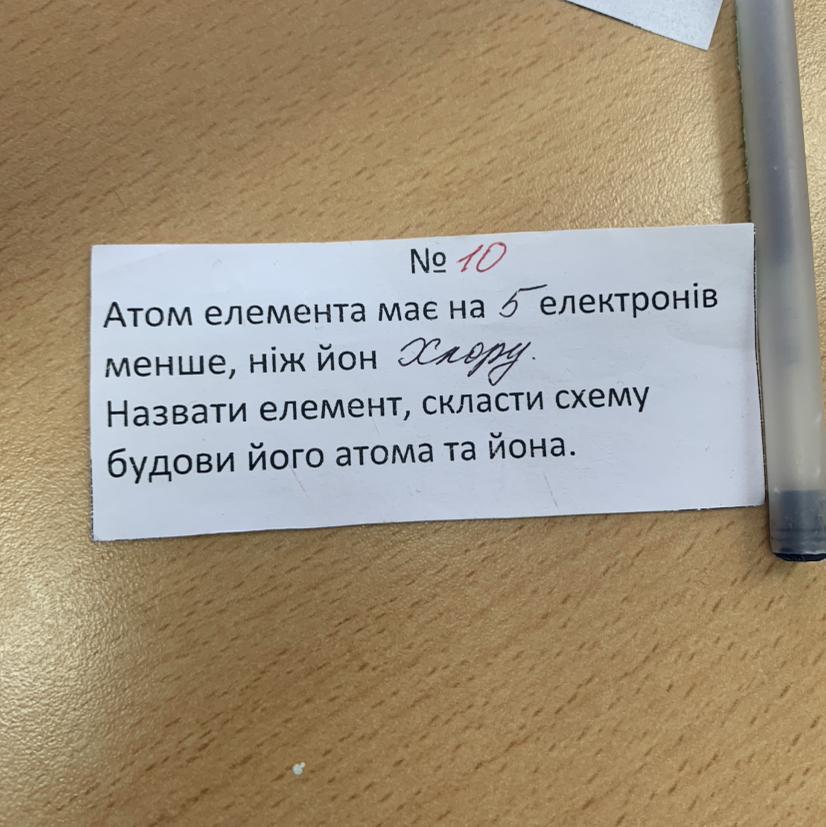 № 10
Атом елемента має на 5 електронів
менше, ніж йон Хлору.
Назвати елемент, скласти схему
будови його атома та йона.